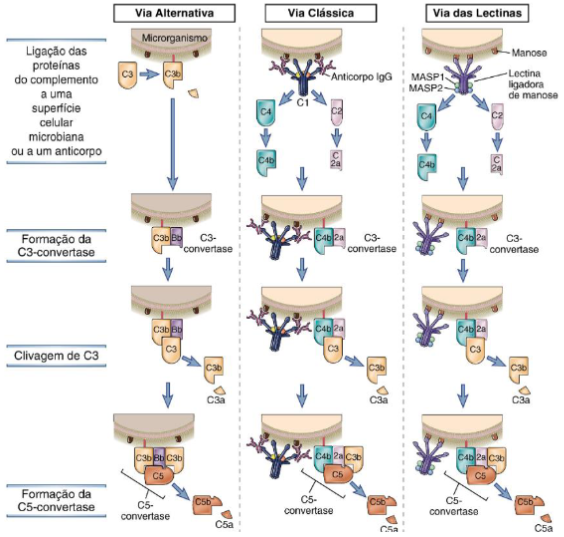 Via Alternativa
Via Clássica
Via das Lectinas
Ligação das
proteínas
do complemento
a uma
superfície
celular
microbiana
ou a um anticorpo
Microrganismo
C3
C3b
Anticorpo IgG
C1
C4
C2
C4b
C
2a
Manose
MASP1
MASP2
Lectina
ligadora
de manose
C4
C2
C4b
C
2a
Formação da
C3-convertase
C3b
Bb
C3-
convertase
C4b
2a
C3-
convertase
C4b
2a
C3-
convertase
Clivagem de C3
C3b
Bb
C3
C3b
C3a
C4b
2a
C3
C3b
C3a
C4b
2a
C3
C3b
C3a
Formação da
C5-convertase
C3b
Bb
C3b
C5
C5-
convertase
C5b
C5a
C4b
2a
C3b
C5
C5-
convertase
C5b
C5a
C4b
2a
C3b
C5
C5-
convertase
C5b
C5a